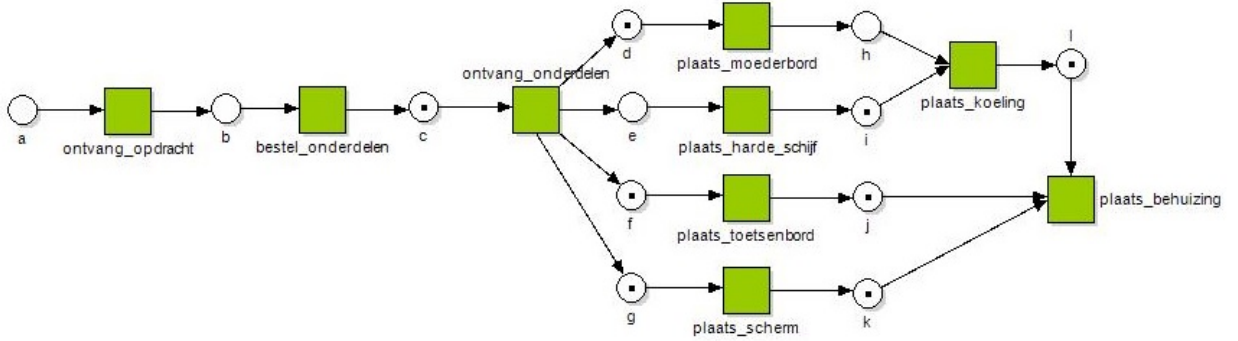 a
ontvang_opdracht
b
bestel_onderdelen
c
ontvang_onderdelen
d
plaats_moederbord
h
plaats_koeling
l
e
plaats_harde_schijf
i
f
plaats_toetsenbord
j
plaats_behuizing
g
plaats_scherm
k